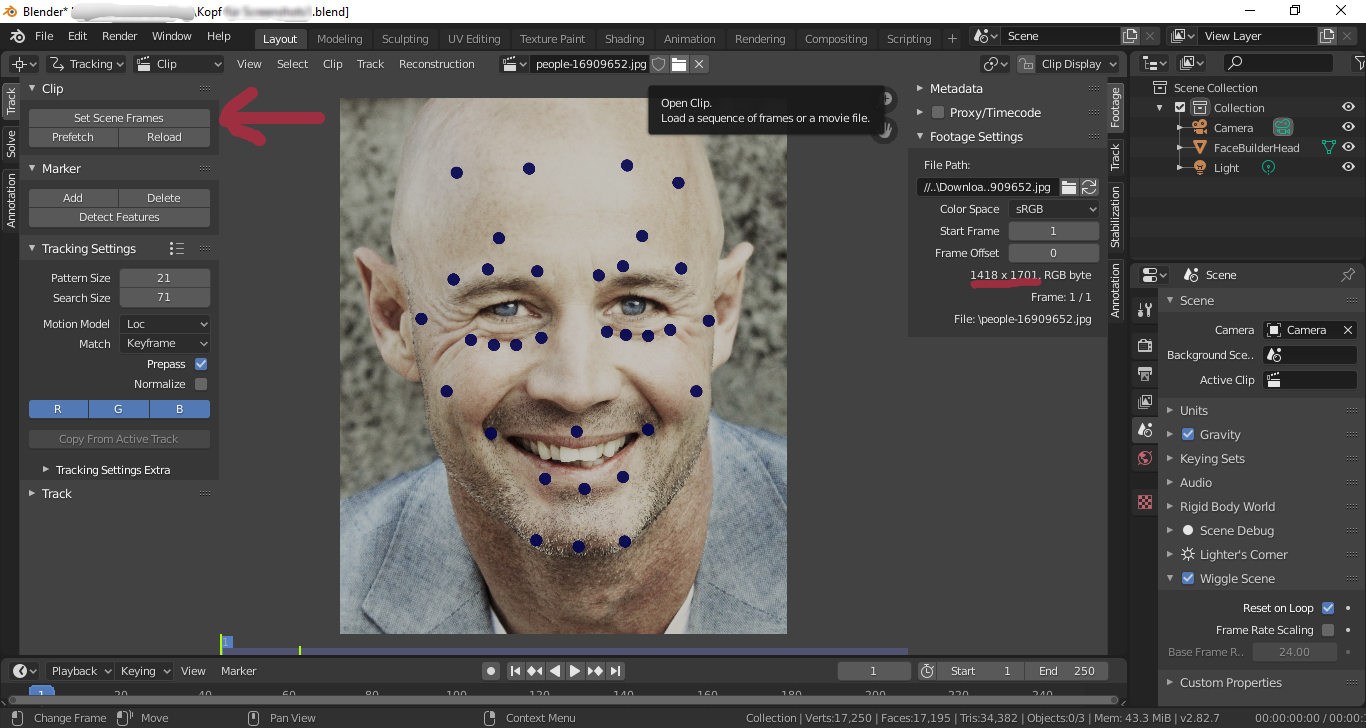 Blender* \Kopf .blend]
File Edit Render Window Help Layout Modeling Sculpting UV Editing Texture Paint Shading Animation Rendering Compositing Scripting + Scene View Layer
Tracking Clip View Select Clip Track Reconstruction people-16909652.jpg Clip Display
Track
Solve
Annotation
Clip
Set Scene Frames
Prefetch Reload
Marker
Add Delete
Detect Features
Tracking Settings
Pattern Size 21
Search Size 71
Motion Model Loc
Match Keyframe
Prepass
Normalize
R G B
Copy From Active Track
Tracking Settings Extra
Track
Open Clip.
Load a sequence of frames or a movie file.
1
Metadata
Proxy/Timecode
Footage Settings
File Path:
//..\Downloa..909652.jpg
Color Space sRGB
Start Frame 1
Frame Offset 0
1418 x 1701, RGB byte
Frame: 1 / 1
File: \people-16909652.jpg
Footage
Track
Stabilization
Annotation
Scene Collection
Collection
Camera
FaceBuilderHead
Light
Scene
Scene
Camera Camera
Background Sce..
Active Clip
Units
Gravity
Keying Sets
Audio
Rigid Body World
Scene Debug
Lighter's Corner
Wiggle Scene
Reset on Loop
Frame Rate Scaling
Base Frame R.. 24.00
Custom Properties
Playback Keying View Marker 1 Start 1 End 250
1 20 40 60 80 100 120 140 160 180 200 220 240
Change Frame Move Pan View Context Menu Collection | Verts:17,250 | Faces:17,195 | Tris:34,382 | Objects:0/3 | Mem: 43.3 MiB | v2.82.7 00:00:00:00 / 00:00: